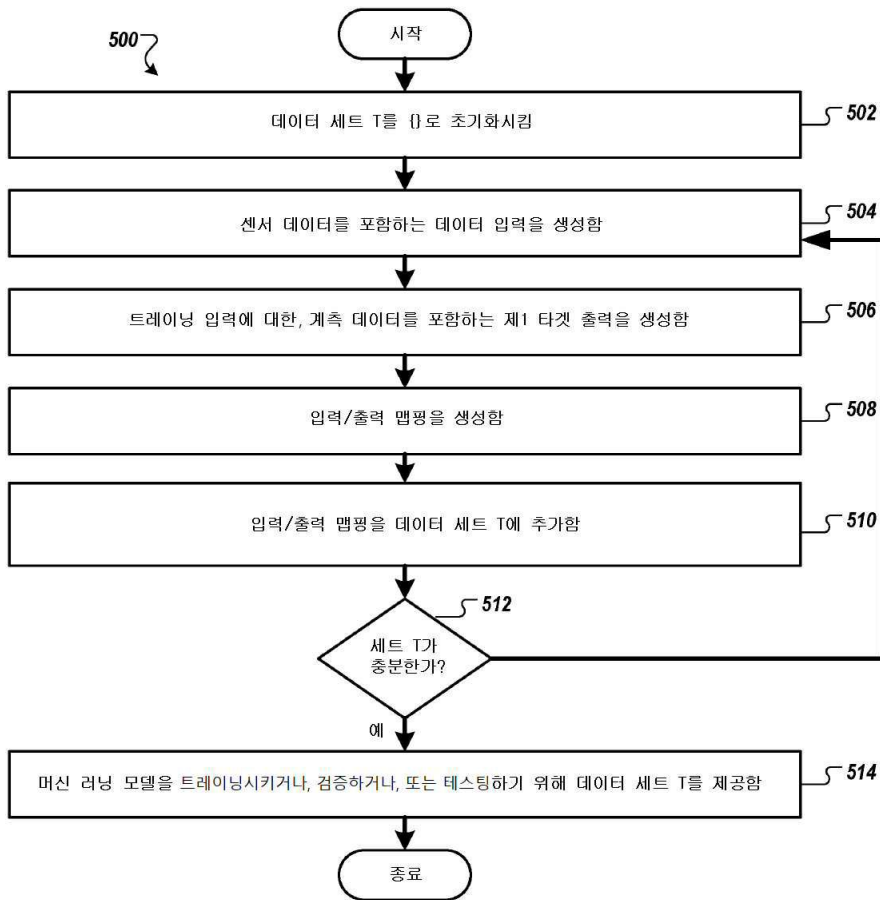 시작
500
데이터 세트 T를 {}로 초기화시킴
502
센서 데이터를 포함하는 데이터 입력을 생성함
504
트레이닝 입력에 대한, 계측 데이터를 포함하는 제1 타겟 출력을 생성함
506
입력/출력 맵핑을 생성함
508
입력/출력 맵핑을 데이터 세트 T에 추가함
510
512
세트 T가
충분한가?
예
머신 러닝 모델을 트레이닝시키거나, 검증하거나, 또는 테스팅하기 위해 데이터 세트 T를 제공함
514
종료